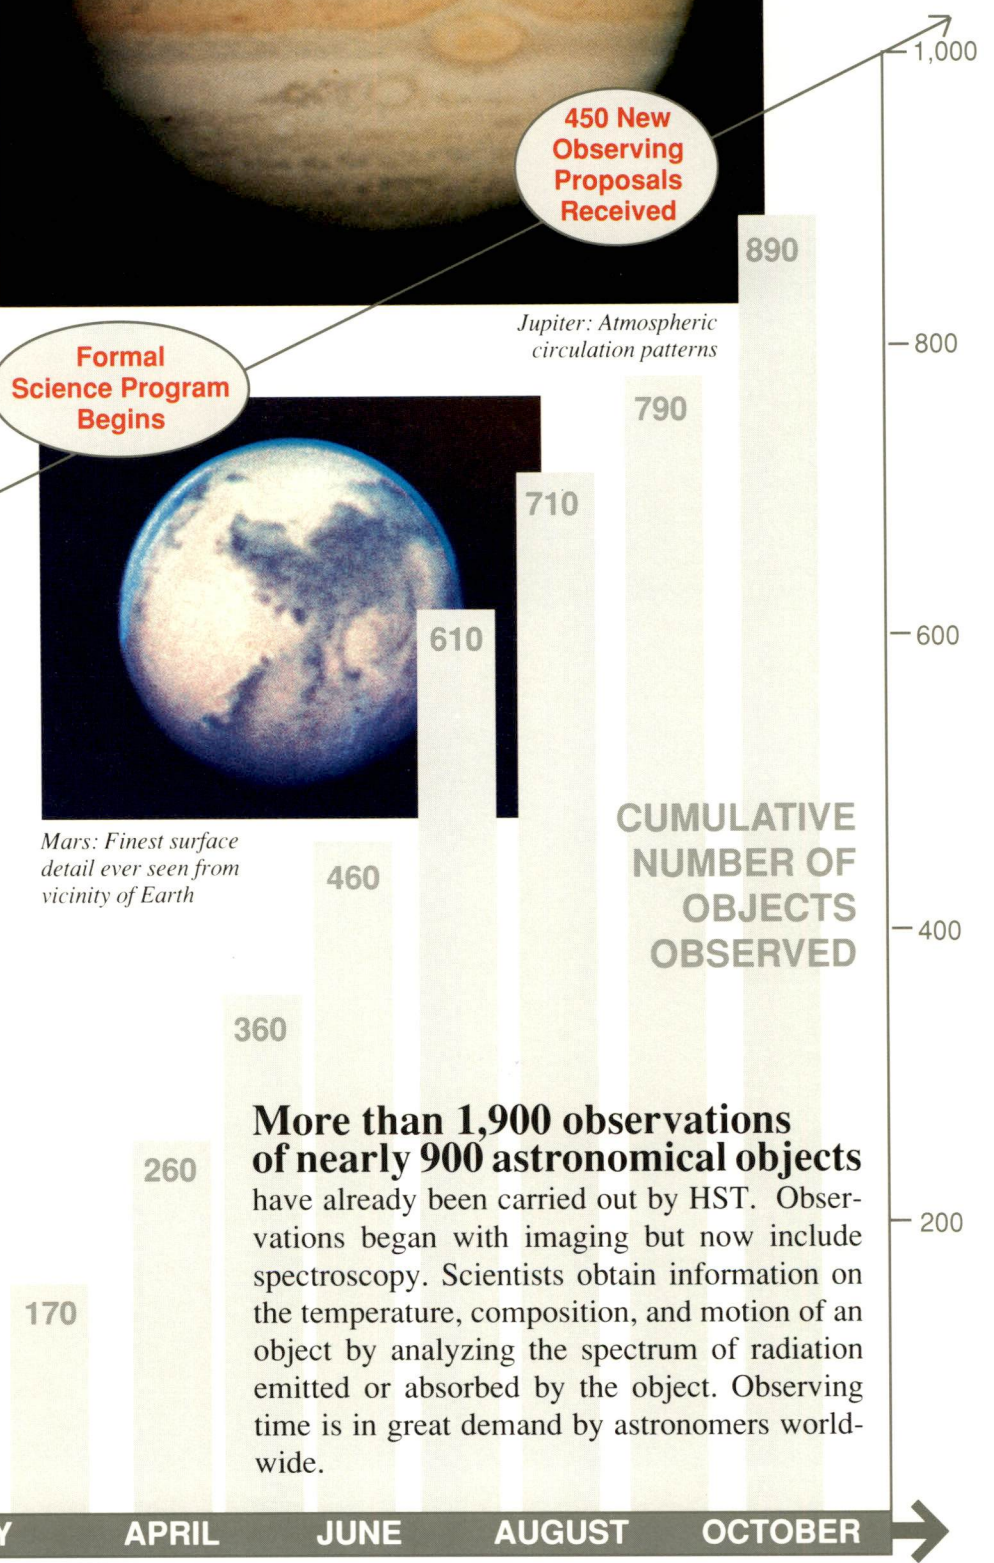 1,000
450 New
Observing
Proposals
Received
890
Jupiter: Atmospheric
circulation patterns
800
Formal
Science Program
Begins
790
710
610
600
Mars: Finest surface
detail ever seen from
vicinity of Earth
460
CUMULATIVE
NUMBER OF
OBJECTS
OBSERVED
400
360
More than 1,900 observations
of nearly 900 astronomical objects
have already been carried out by HST. Obser-
vations began with imaging but now include
spectroscopy. Scientists obtain information on
the temperature, composition, and motion of an
object by analyzing the spectrum of radiation
emitted or absorbed by the object. Observing
time is in great demand by astronomers world-
wide.
260
200
170
Y APRIL JUNE AUGUST OCTOBER